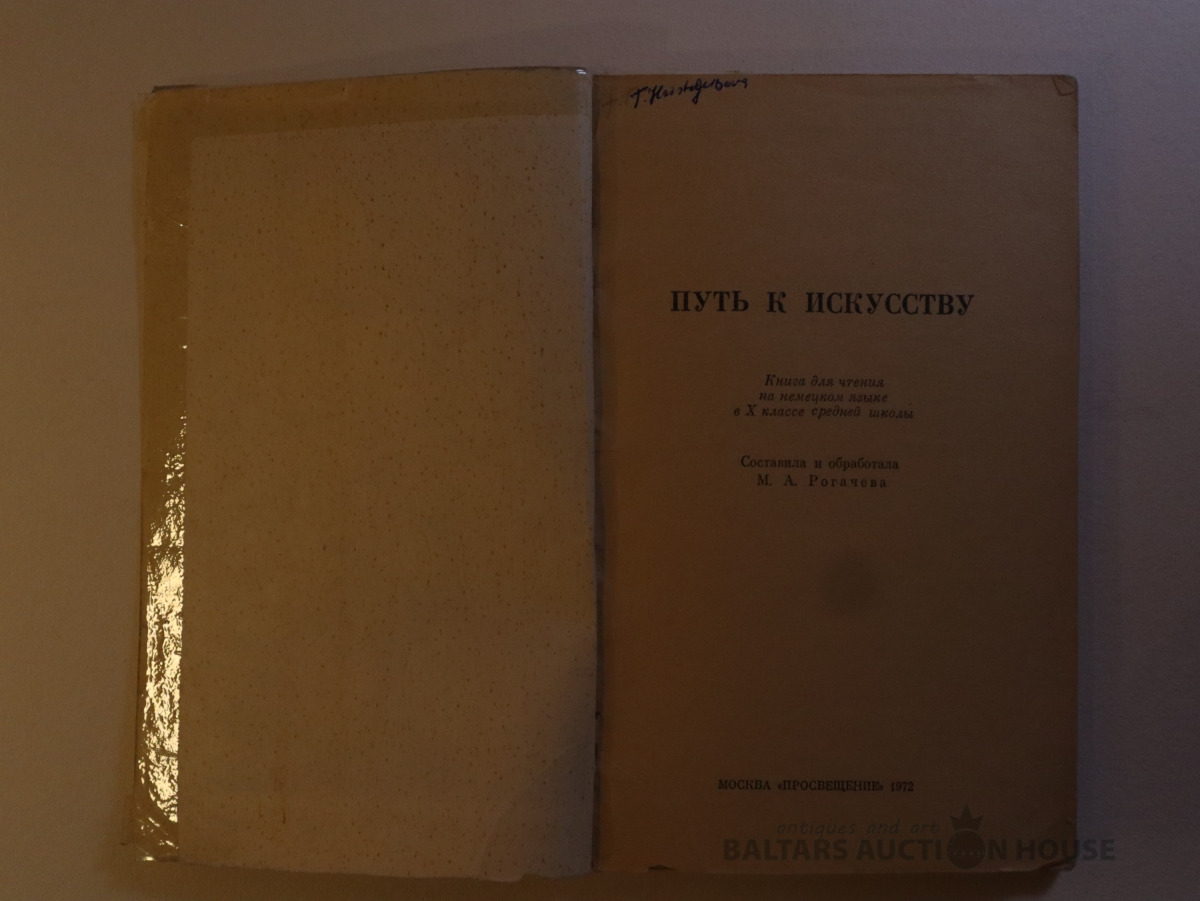 ПУТЬ К ИСКУССТВУ
Книга для чтения
на немецком языке
в X классе средней школы
Составила и обработала
М. А. Рогачева
МОСКВА «ПРОСВЕЩЕНИЕ» 1972
antiques and art
BALTARS AUCTION HOUSE